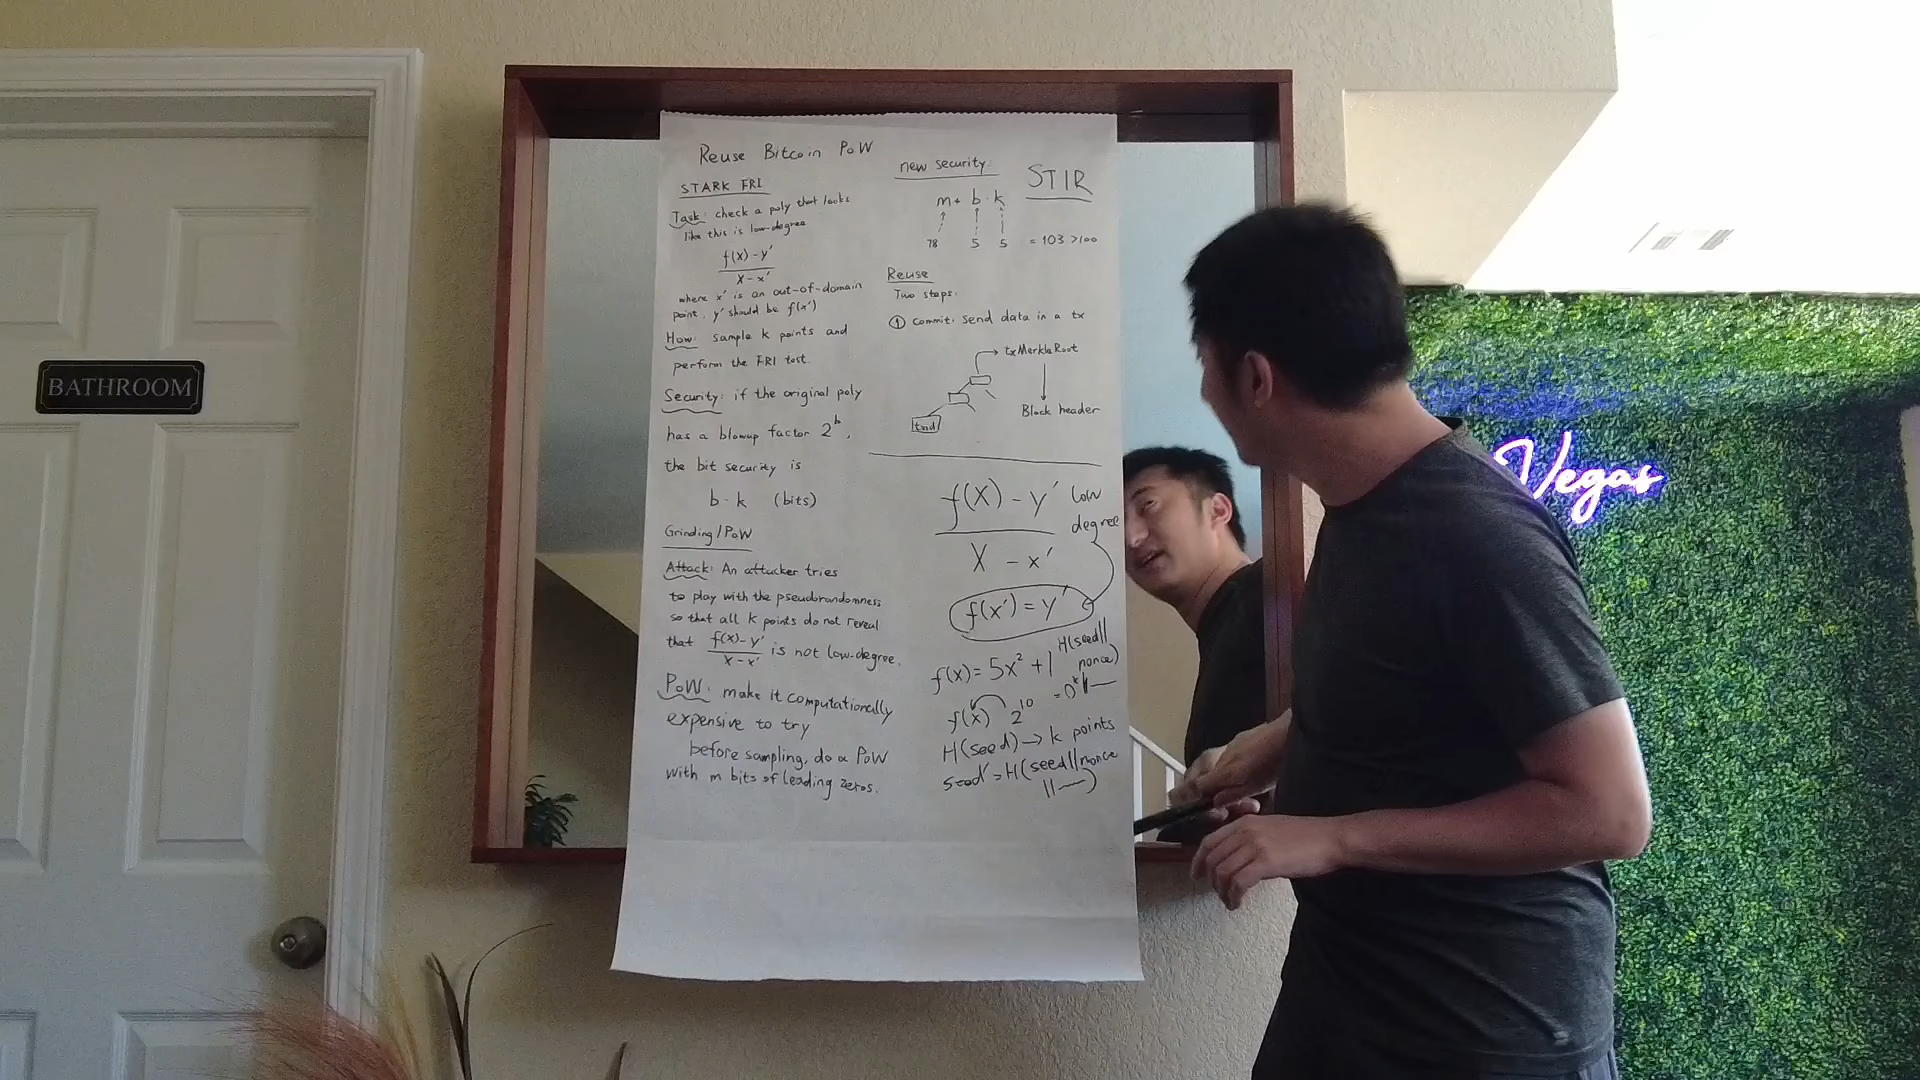 BATHROOM
Reuse Bitcoin PoW
STARK FRI
Task: check a poly that looks
like this is low-degree
f(X) - y'
X - x'
where x' is an out-of-domain
point, y' should be f(x')
How: sample k points and
perform the FRI test.
Security: if the original poly
has a blowup factor 2^b,
the bit security is
b · k (bits)
Grinding/PoW
Attack: An attacker tries
to play with the pseudorandomness
so that all k points do not reveal
that f(X)-y' / X-x' is not low-degree.
PoW: make it computationally
expensive to try
before sampling, do a PoW
with m bits of leading zeros.
new security:
STIR
m + b · k
78 5 5 = 103 >100
Reuse
Two steps.
① Commit: send data in a tx
txMerkleRoot
Block header
f(X) - y' low
degree
X - x'
f(x') = y'
f(x) = 5x² + 1
H(seed||
nonce)
f(x) 2^10
H(seed) → k points
seed' = H(seed||nonce
||—)
Vegas